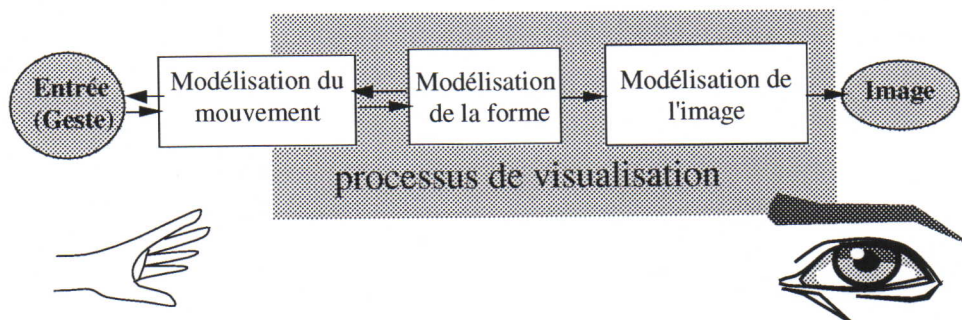 Entrée
(Geste)
Modélisation du
mouvement
Modélisation
de la forme
Modélisation de
l'image
Image
processus de visualisation